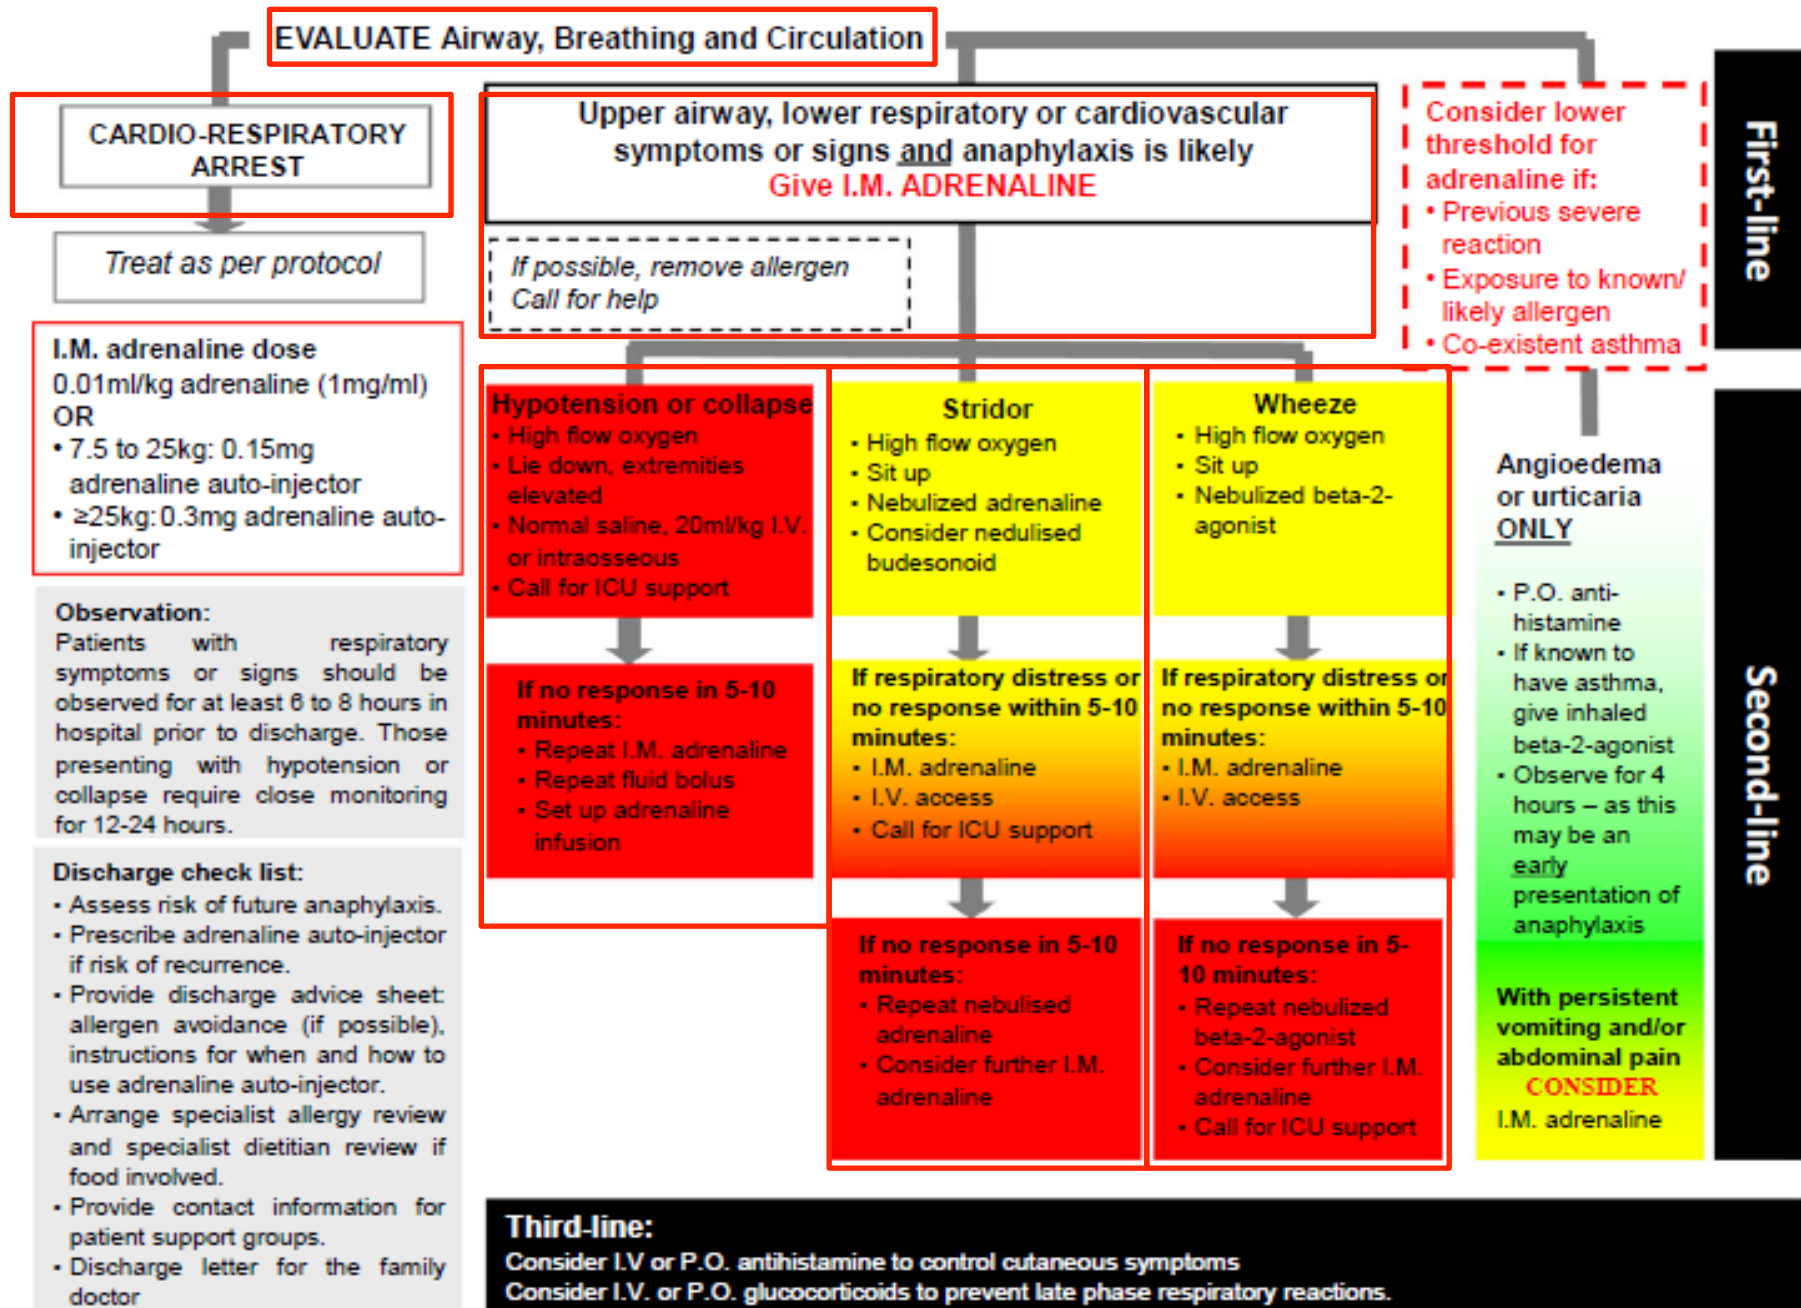 EVALUATE Airway, Breathing and Circulation
CARDIO-RESPIRATORY
ARREST
Treat as per protocol
Upper airway, lower respiratory or cardiovascular
symptoms or signs and anaphylaxis is likely
Give I.M. ADRENALINE
If possible, remove allergen
Call for help
Consider lower
threshold for
adrenaline if:
• Previous severe
reaction
• Exposure to known/
likely allergen
• Co-existent asthma
First-line
I.M. adrenaline dose
0.01ml/kg adrenaline (1mg/ml)
OR
• 7.5 to 25kg: 0.15mg
adrenaline auto-injector
• ≥25kg: 0.3mg adrenaline auto-
injector
Observation:
Patients with respiratory
symptoms or signs should be
observed for at least 6 to 8 hours in
hospital prior to discharge. Those
presenting with hypotension or
collapse require close monitoring
for 12-24 hours.
Discharge check list:
• Assess risk of future anaphylaxis.
• Prescribe adrenaline auto-injector
if risk of recurrence.
• Provide discharge advice sheet:
allergen avoidance (if possible),
instructions for when and how to
use adrenaline auto-injector.
• Arrange specialist allergy review
and specialist dietitian review if
food involved.
• Provide contact information for
patient support groups.
• Discharge letter for the family
doctor
Hypotension or collapse
• High flow oxygen
• Lie down, extremities
elevated
• Normal saline, 20ml/kg I.V.
or intraosseous
• Call for ICU support
If no response in 5-10
minutes:
• Repeat I.M. adrenaline
• Repeat fluid bolus
• Set up adrenaline
infusion
Stridor
• High flow oxygen
• Sit up
• Nebulized adrenaline
• Consider nedulised
budesonoid
If respiratory distress or
no response within 5-10
minutes:
• I.M. adrenaline
• I.V. access
• Call for ICU support
If no response in 5-10
minutes:
• Repeat nebulised
adrenaline
• Consider further I.M.
adrenaline
Wheeze
• High flow oxygen
• Sit up
• Nebulized beta-2-
agonist
If respiratory distress or
no response within 5-10
minutes:
• I.M. adrenaline
• I.V. access
If no response in 5-
10 minutes:
• Repeat nebulized
beta-2-agonist
• Consider further I.M.
adrenaline
• Call for ICU support
Angioedema
or urticaria
ONLY
• P.O. anti-
histamine
• If known to
have asthma,
give inhaled
beta-2-agonist
• Observe for 4
hours – as this
may be an
early
presentation of
anaphylaxis
With persistent
vomiting and/or
abdominal pain
CONSIDER
I.M. adrenaline
Second-line
Third-line:
Consider I.V or P.O. antihistamine to control cutaneous symptoms
Consider I.V. or P.O. glucocorticoids to prevent late phase respiratory reactions.